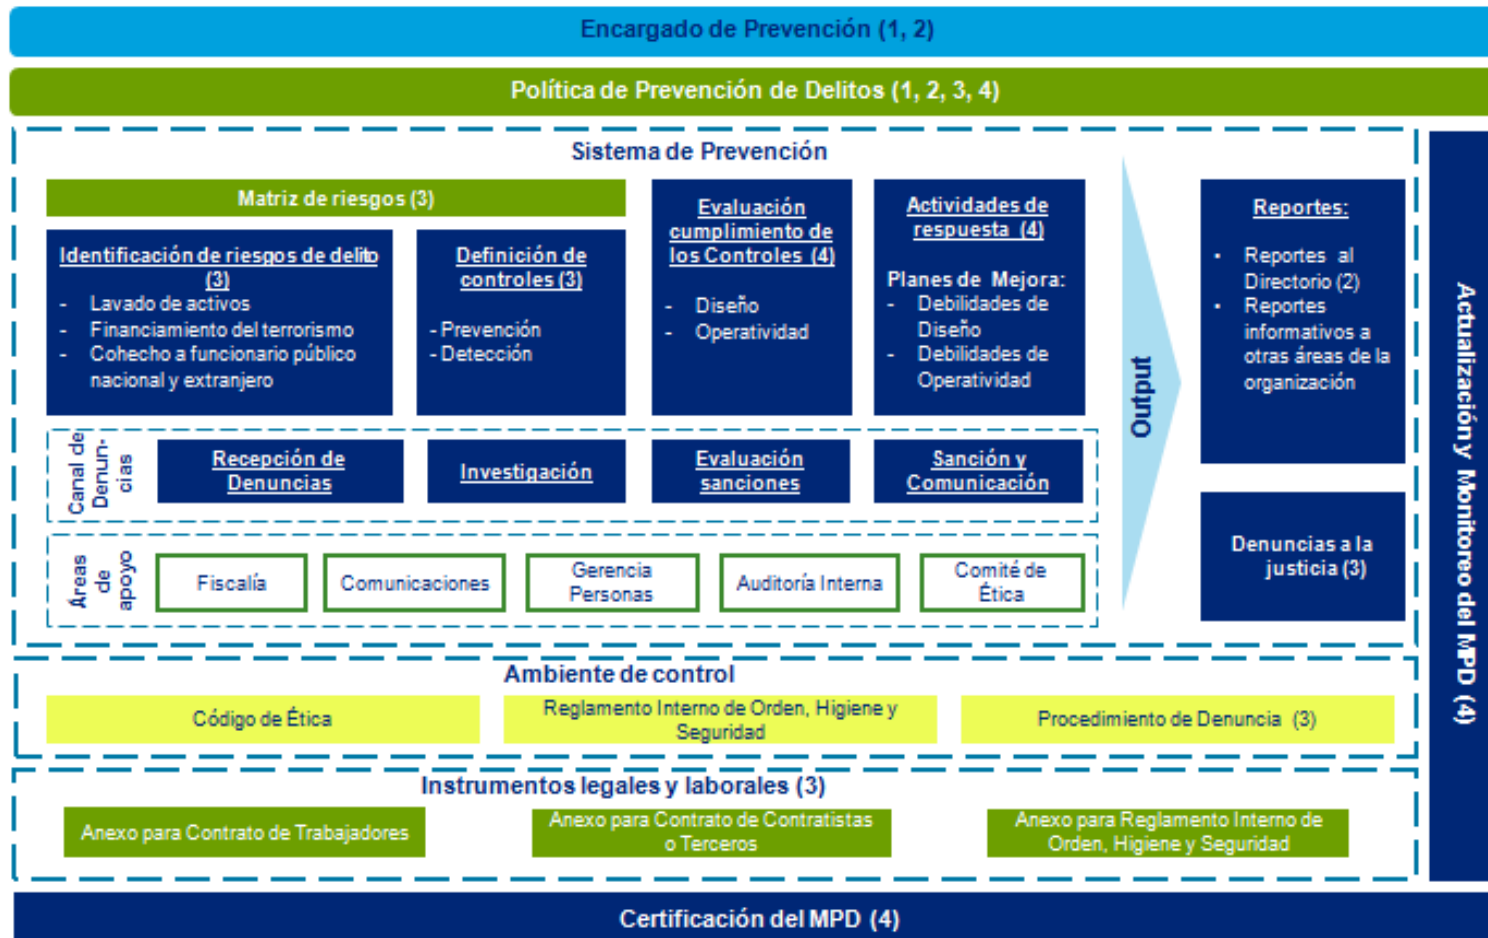 Encargado de Prevención (1, 2)
Política de Prevención de Delitos (1, 2, 3, 4)
Sistema de Prevención
Matriz de riesgos (3)
Identificación de riesgos de delito
(3)
- Lavado de activos
- Financiamiento del terrorismo
- Cohecho a funcionario público
nacional y extranjero
Definición de
controles (3)
- Prevención
- Detección
Evaluación
cumplimiento de
los Controles (4)
- Diseño
- Operatividad
Actividades de
respuesta (4)
Planes de Mejora:
- Debilidades de
Diseño
- Debilidades de
Operatividad
Canal de
Denun-
cias
Recepción de
Denuncias
Investigación
Evaluación
sanciones
Sanción y
Comunicación
Áreas
de
apoyo
Fiscalía
Comunicaciones
Gerencia
Personas
Auditoría Interna
Comité de
Ética
Output
Reportes:
• Reportes al
Directorio (2)
• Reportes
informativos a
otras áreas de la
organización
Denuncias a la
justicia (3)
Actualización y Monitoreo del MPD (4)
Ambiente de control
Código de Ética
Reglamento Interno de Orden, Higiene y
Seguridad
Procedimiento de Denuncia (3)
Instrumentos legales y laborales (3)
Anexo para Contrato de Trabajadores
Anexo para Contrato de Contratistas
o Terceros
Anexo para Reglamento Interno de
Orden, Higiene y Seguridad
Certificación del MPD (4)